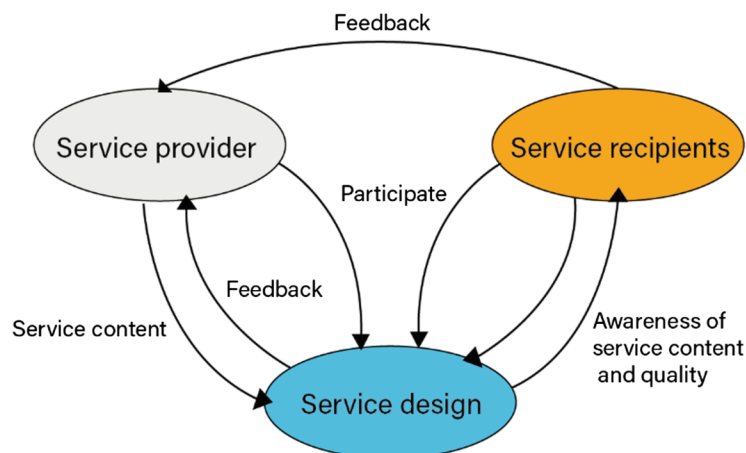 Feedback
Service provider
Service recipients
Participate
Feedback
Service content
Awareness of
service content
and quality
Service design